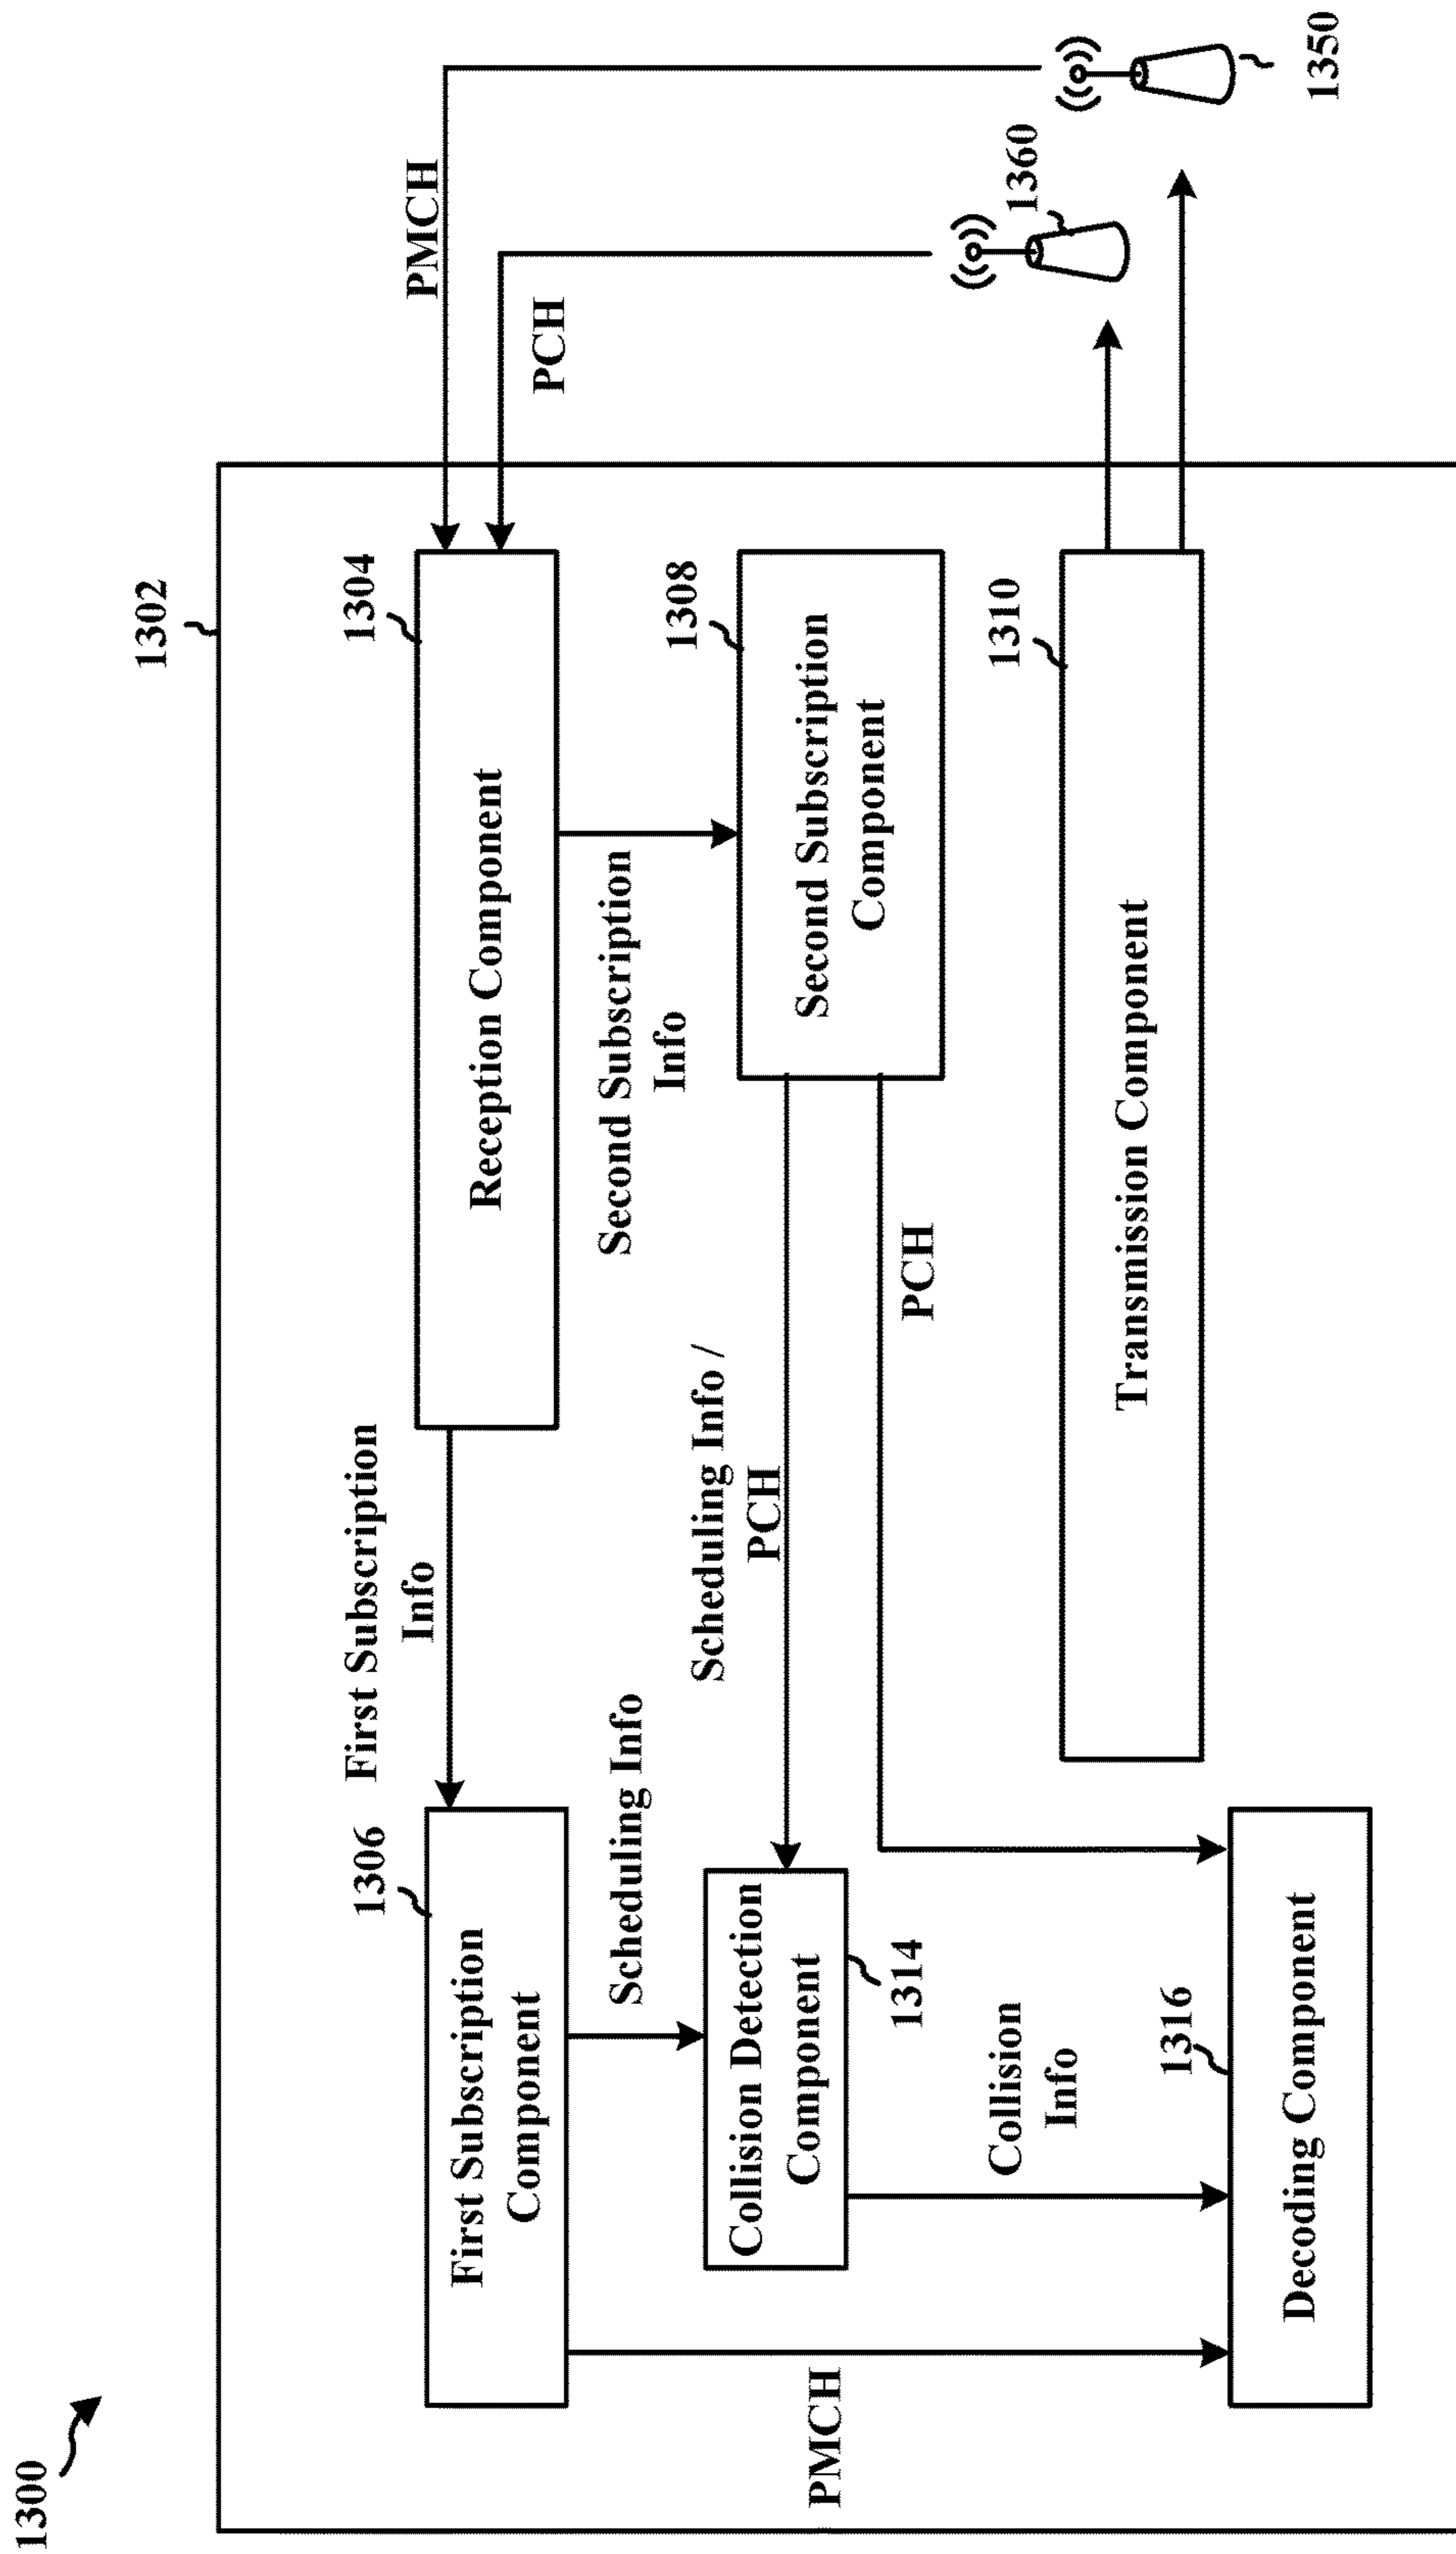 1300
1302
PMCH
PCH
1350
1360
1304
Reception Component
First Subscription
Info
1306
First Subscription
Component
Second Subscription
Info
1308
Second Subscription
Component
Scheduling Info
Scheduling Info /
PCH
Collision Detection
Component
1314
PCH
1310
Transmission Component
Collision
Info
PMCH
1316
Decoding Component